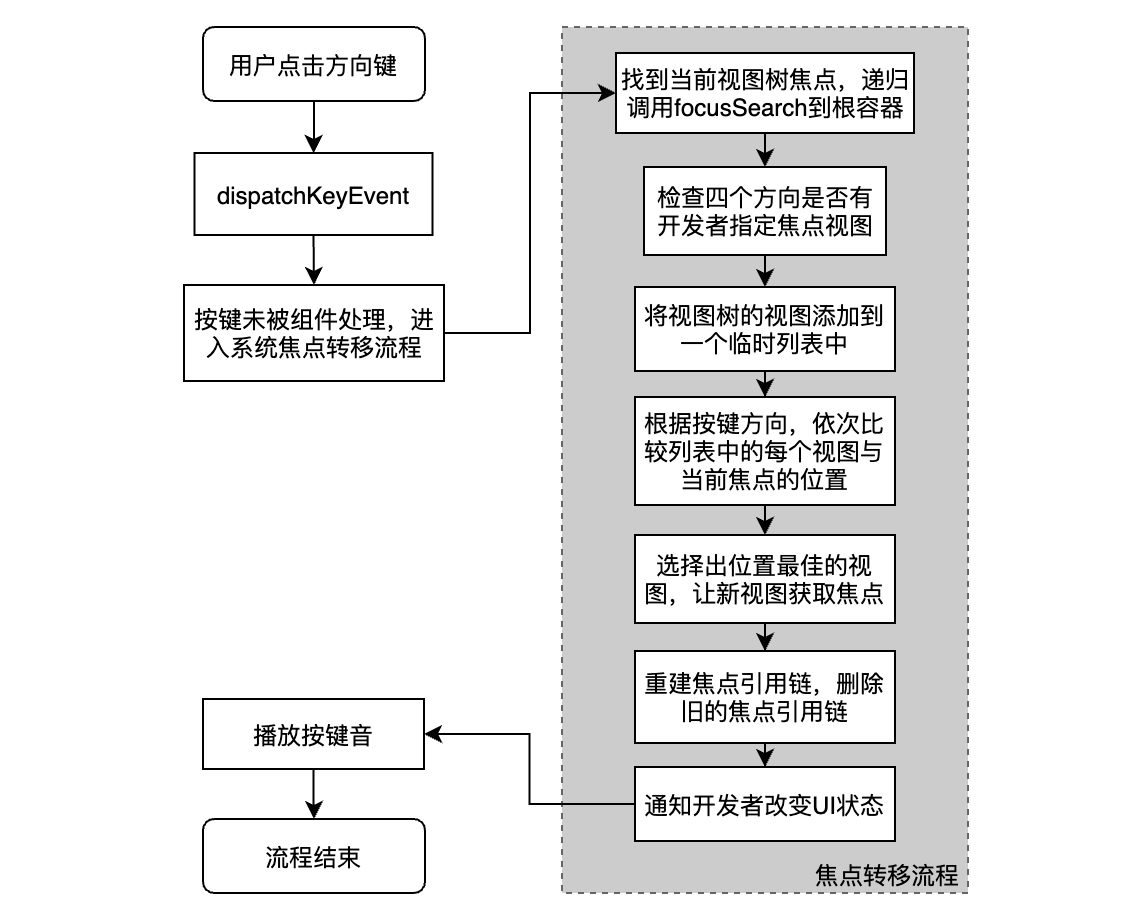 用户点击方向键
dispatchKeyEvent
按键未被组件处理，进
入系统焦点转移流程
找到当前视图树焦点，递归
调用focusSearch到根容器
检查四个方向是否有
开发者指定焦点视图
将视图树的视图添加到
一个临时列表中
根据按键方向，依次比
较列表中的每个视图与
当前焦点的位置
选择出位置最佳的视
图，让新视图获取焦点
重建焦点引用链，删除
旧的焦点引用链
通知开发者改变UI状态
焦点转移流程
播放按键音
流程结束